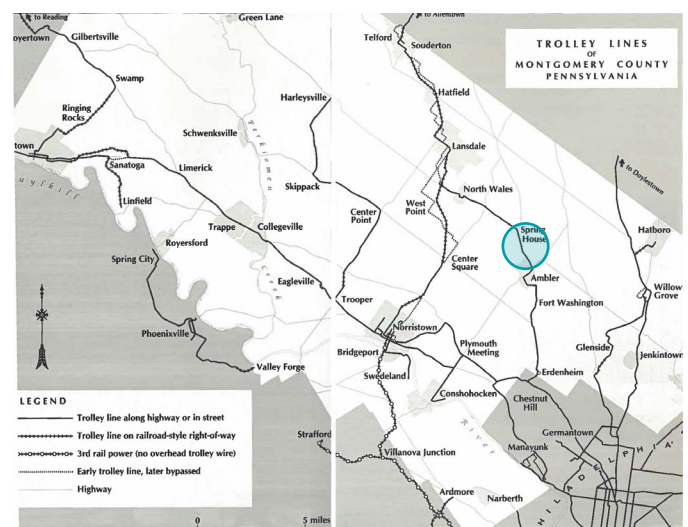 to Reading
oyertown
Gilbertsville
Green Lane
to Allentown
Telford
Souderton
TROLLEY LINES
OF
MONTGOMERY COUNTY
PENNSYLVANIA
Swamp
Harleysville
Hatfield
Ringing
Rocks
Schwenksville
Perkiomen
Creek
Lansdale
to Doylestown
town
Sanatoga
Limerick
Linfield
Skippack
North Wales
Center
Point
West
Point
Trappe
Collegeville
Spring
House
Hatboro
Royersford
Spring City
Eagleville
Center
Square
Ambler
Willow
Grove
Trooper
Fort Washington
Phoenixville
Norristown
Bridgeport
Plymouth
Meeting
Glenside
Jenkintown
Valley Forge
Swedeland
Erdenheim
Conshohocken
Chestnut
Hill
River
Germantown
Manayunk
PHILADELPHIA
Strafford
Villanova Junction
Ardmore
Narberth
LEGEND
Trolley line along highway or in street
Trolley line on railroad-style right-of-way
3rd rail power (no overhead trolley wire)
Early trolley line, later bypassed
Highway
0
5 miles